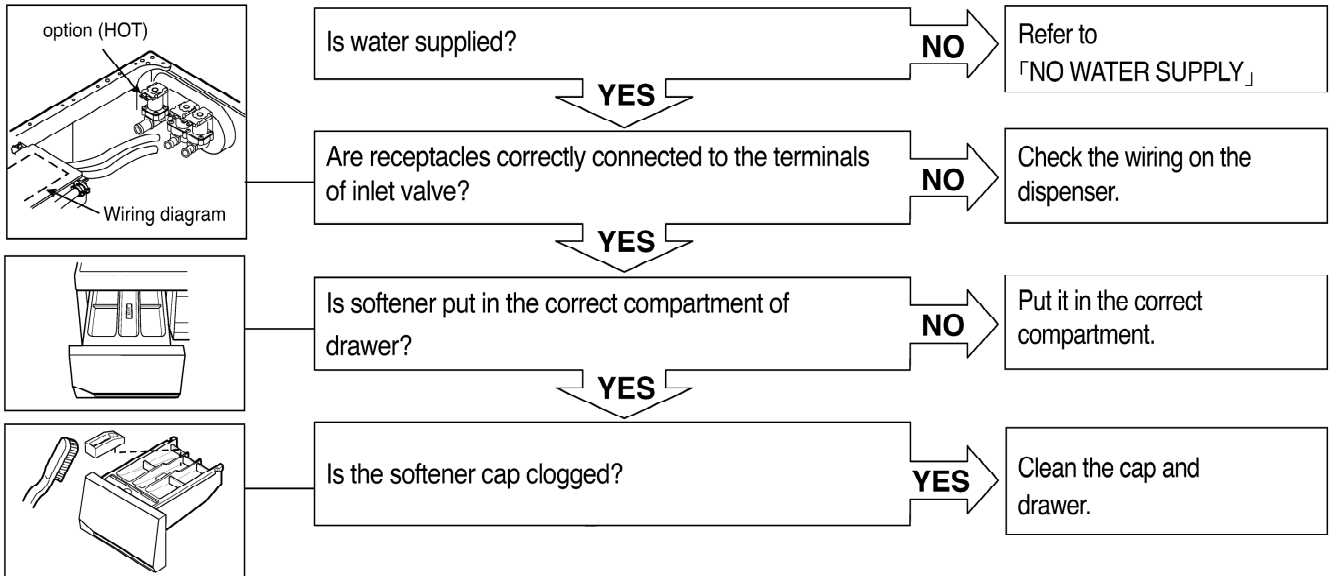 option (HOT)
Wiring diagram
Is water supplied?
NO
Refer to
「NO WATER SUPPLY」
YES
Are receptacles correctly connected to the terminals
of inlet valve?
NO
Check the wiring on the
dispenser.
YES
Is softener put in the correct compartment of
drawer?
NO
Put it in the correct
compartment.
YES
Is the softener cap clogged?
YES
Clean the cap and
drawer.